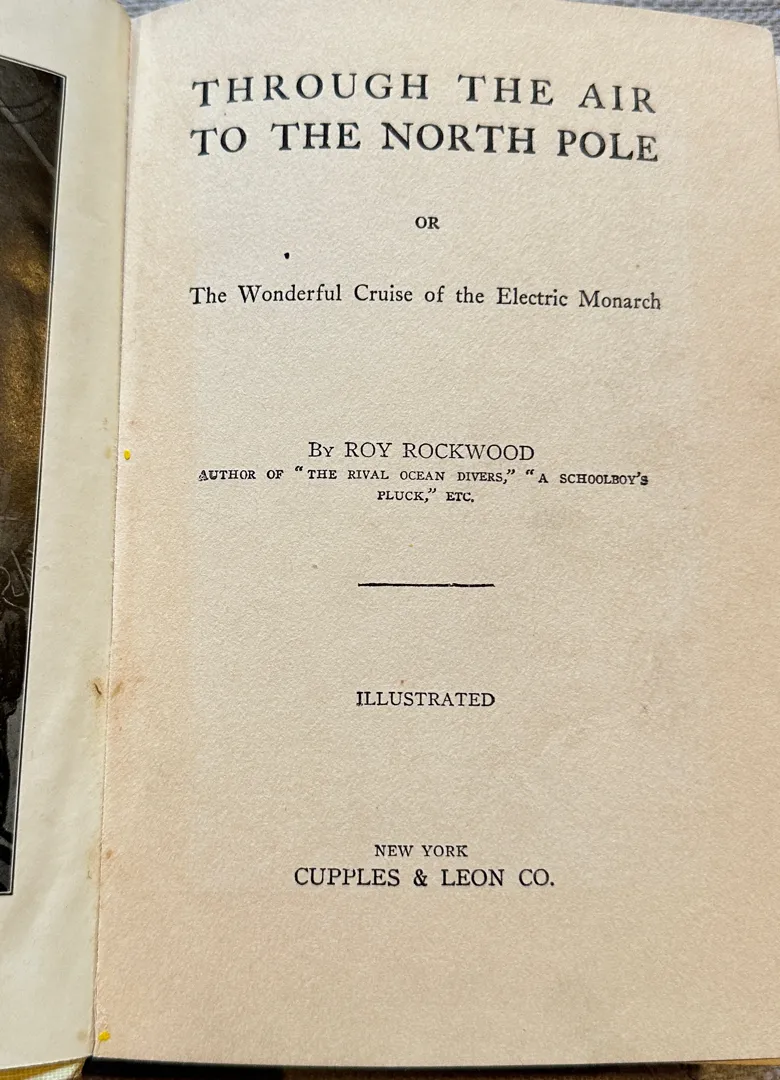 THROUGH THE AIR
TO THE NORTH POLE
OR
The Wonderful Cruise of the Electric Monarch
By ROY ROCKWOOD
AUTHOR OF “THE RIVAL OCEAN DIVERS,” “A SCHOOLBOY’S
PLUCK,” ETC.
ILLUSTRATED
NEW YORK
CUPPLES & LEON CO.